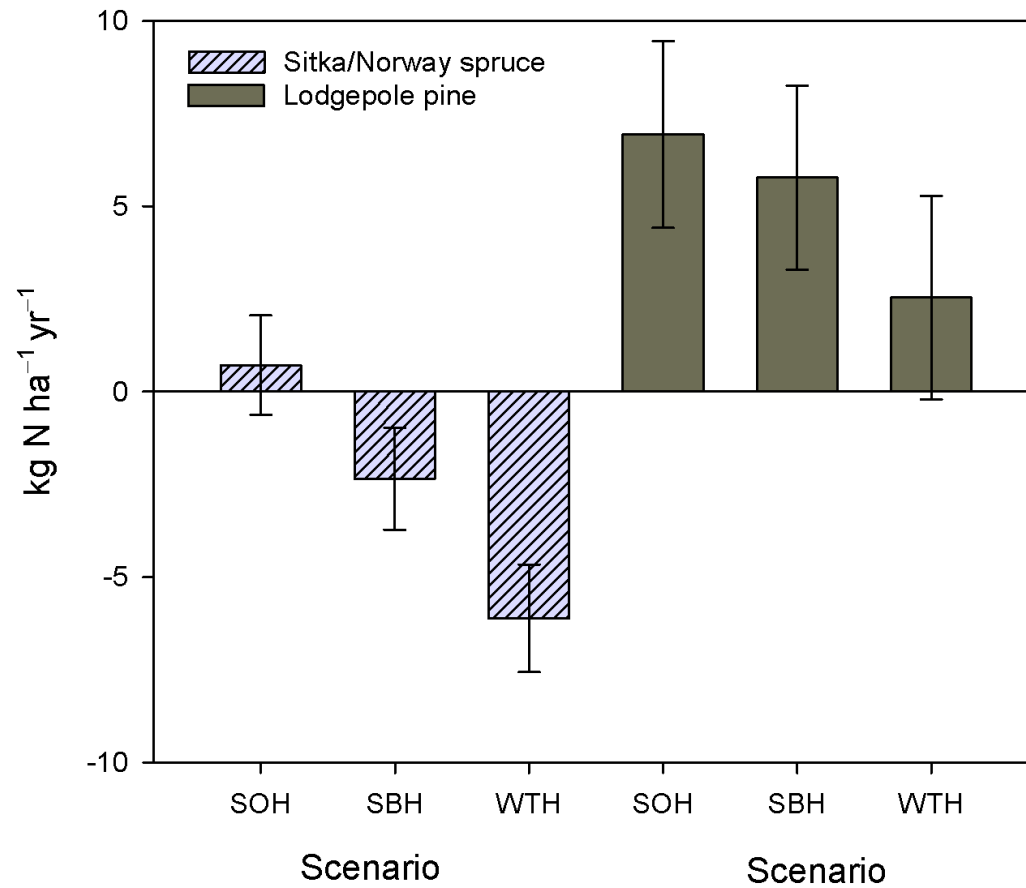 10
Sitka/Norway spruce
Lodgepole pine
5
0
-5
-10
kg N ha⁻¹ yr⁻¹
SOH SBH WTH SOH SBH WTH
Scenario Scenario